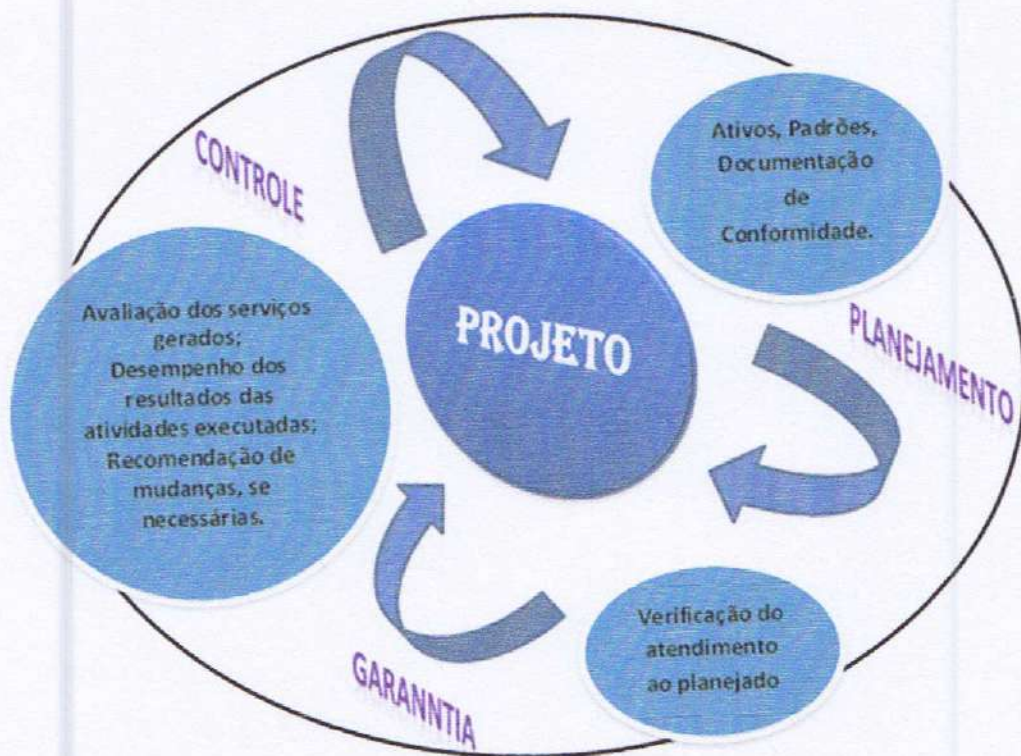 CONTROLE
Ativos, Padrões,
Documentação
de
Conformidade.
PLANEJAMENTO
PROJETO
Avaliação dos serviços
gerados;
Desempenho dos
resultados das
atividades executadas;
Recomendação de
mudanças, se
necessárias.
Verificação do
atendimento
ao planejado
GARANNTIA